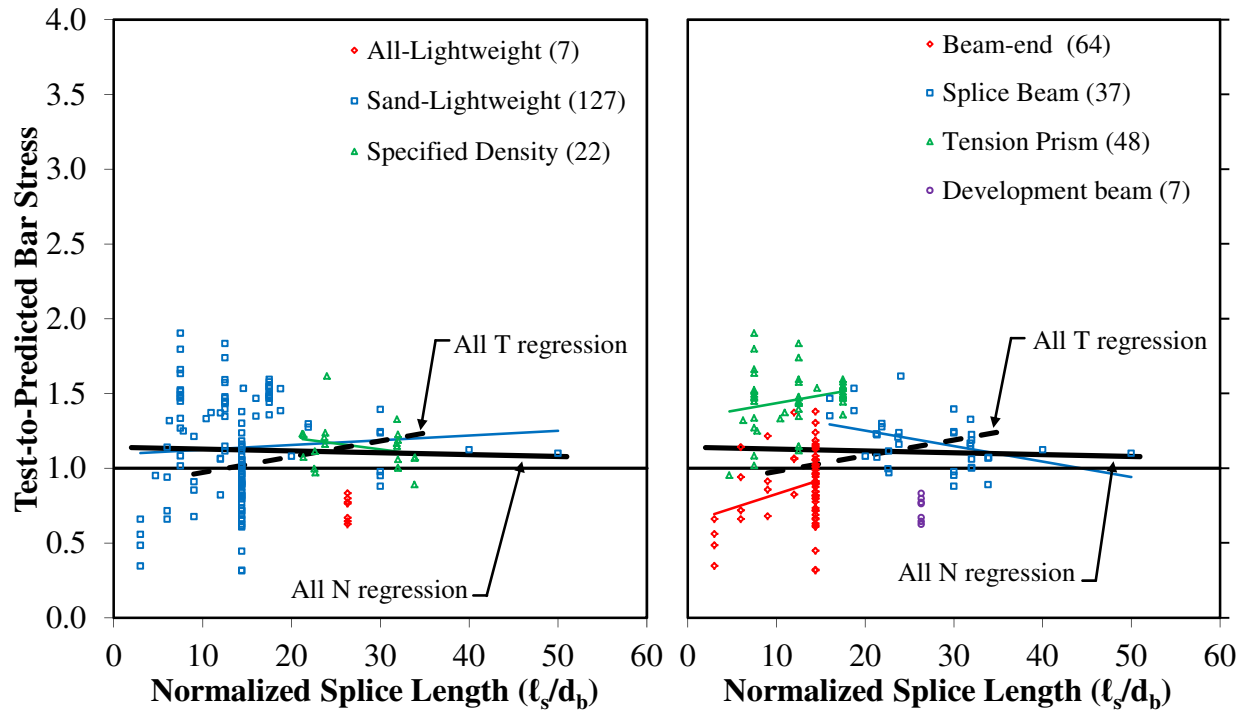 Test-to-Predicted Bar Stress
4.0
3.5
3.0
2.5
2.0
1.5
1.0
0.5
0.0
All-Lightweight (7)
Sand-Lightweight (127)
Specified Density (22)
All T regression
All N regression
0 10 20 30 40 50 60
Normalized Splice Length (ℓs/db)
Beam-end (64)
Splice Beam (37)
Tension Prism (48)
Development beam (7)
All T regression
All N regression
0 10 20 30 40 50 60
Normalized Splice Length (ℓs/db)